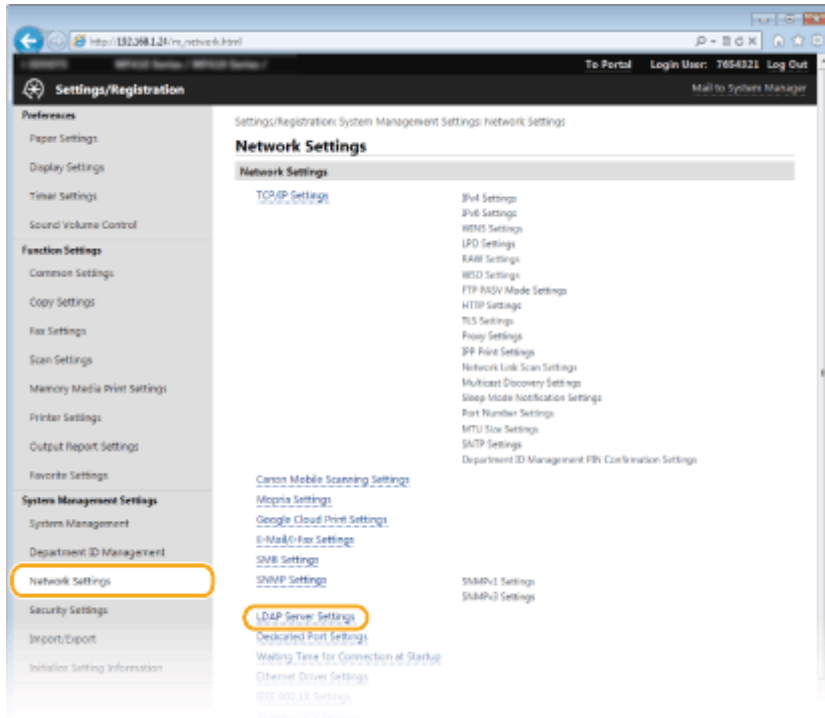 http://192.168.1.24/m_network.html
To Portal Login User: 7654321 Log Out
Settings/Registration
Mail to System Manager
Preferences
Paper Settings
Display Settings
Timer Settings
Sound Volume Control
Function Settings
Common Settings
Copy Settings
Fax Settings
Scan Settings
Memory Media Print Settings
Printer Settings
Output Report Settings
Favorite Settings
System Management Settings
System Management
Department ID Management
Network Settings
Security Settings
Import/Export
Initialize Setting Information
Settings/Registration: System Management Settings: Network Settings
Network Settings
Network Settings
TCP/IP Settings
IPv4 Settings
IPv6 Settings
WINS Settings
LPD Settings
RAW Settings
WSD Settings
FTP PASV Mode Settings
HTTP Settings
TLS Settings
Proxy Settings
IPP Print Settings
Network Link Scan Settings
Multicast Discovery Settings
Sleep Mode Notification Settings
Port Number Settings
MTU Size Settings
SNTP Settings
Department ID Management PIN Confirmation Settings
Canon Mobile Scanning Settings
Mopria Settings
Google Cloud Print Settings
E-Mail/I-Fax Settings
SMB Settings
SNMP Settings
SNMPv1 Settings
SNMPv3 Settings
LDAP Server Settings
Dedicated Port Settings
Waiting Time for Connection at Startup
Ethernet Driver Settings
IEEE 802.1X Settings